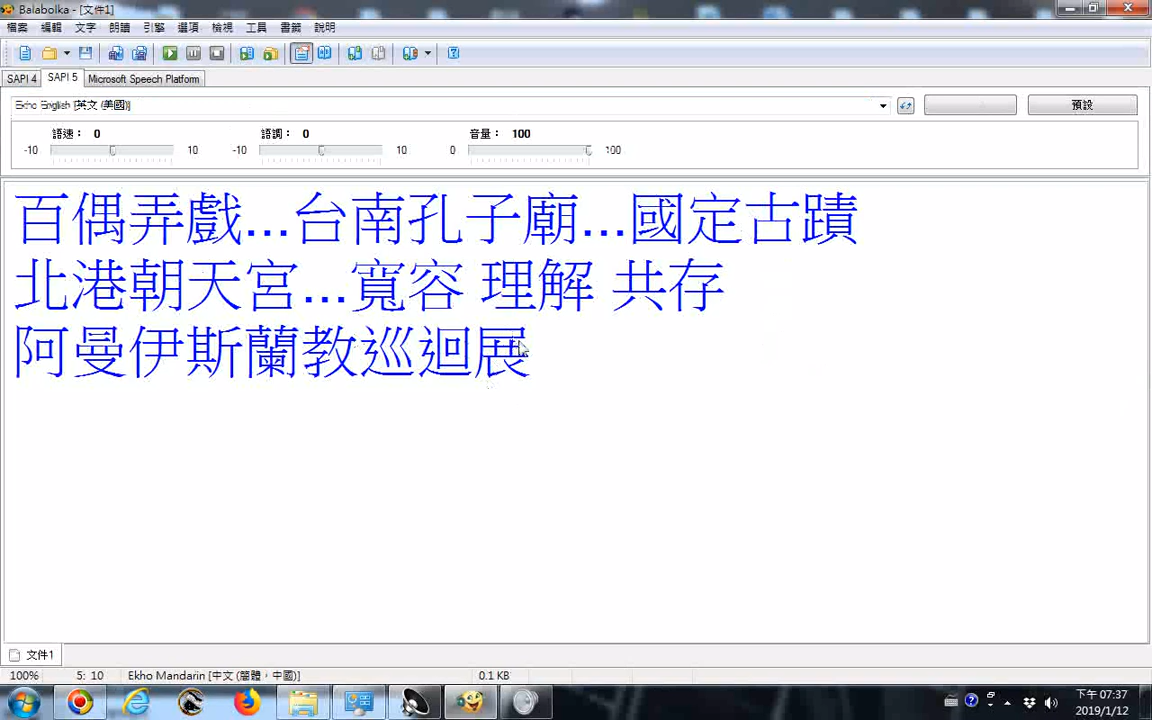 Balabolka - [文件1]
檔案 編輯 文字 朗讀 引擎 選項 檢視 工具 書籤 說明
SAPI 4 SAPI 5 Microsoft Speech Platform
Ekho English [英文 (美國)]
預設
語速： 0 語調： 0 音量： 100
-10 10 -10 10 0 100
百偶弄戲...台南孔子廟...國定古蹟
北港朝天宮...寬容 理解 共存
阿曼伊斯蘭教巡迴展
文件1
100% 5: 10 Ekho Mandarin [中文 (簡體，中國)] 0.1 KB
下午 07:37
2019/1/12